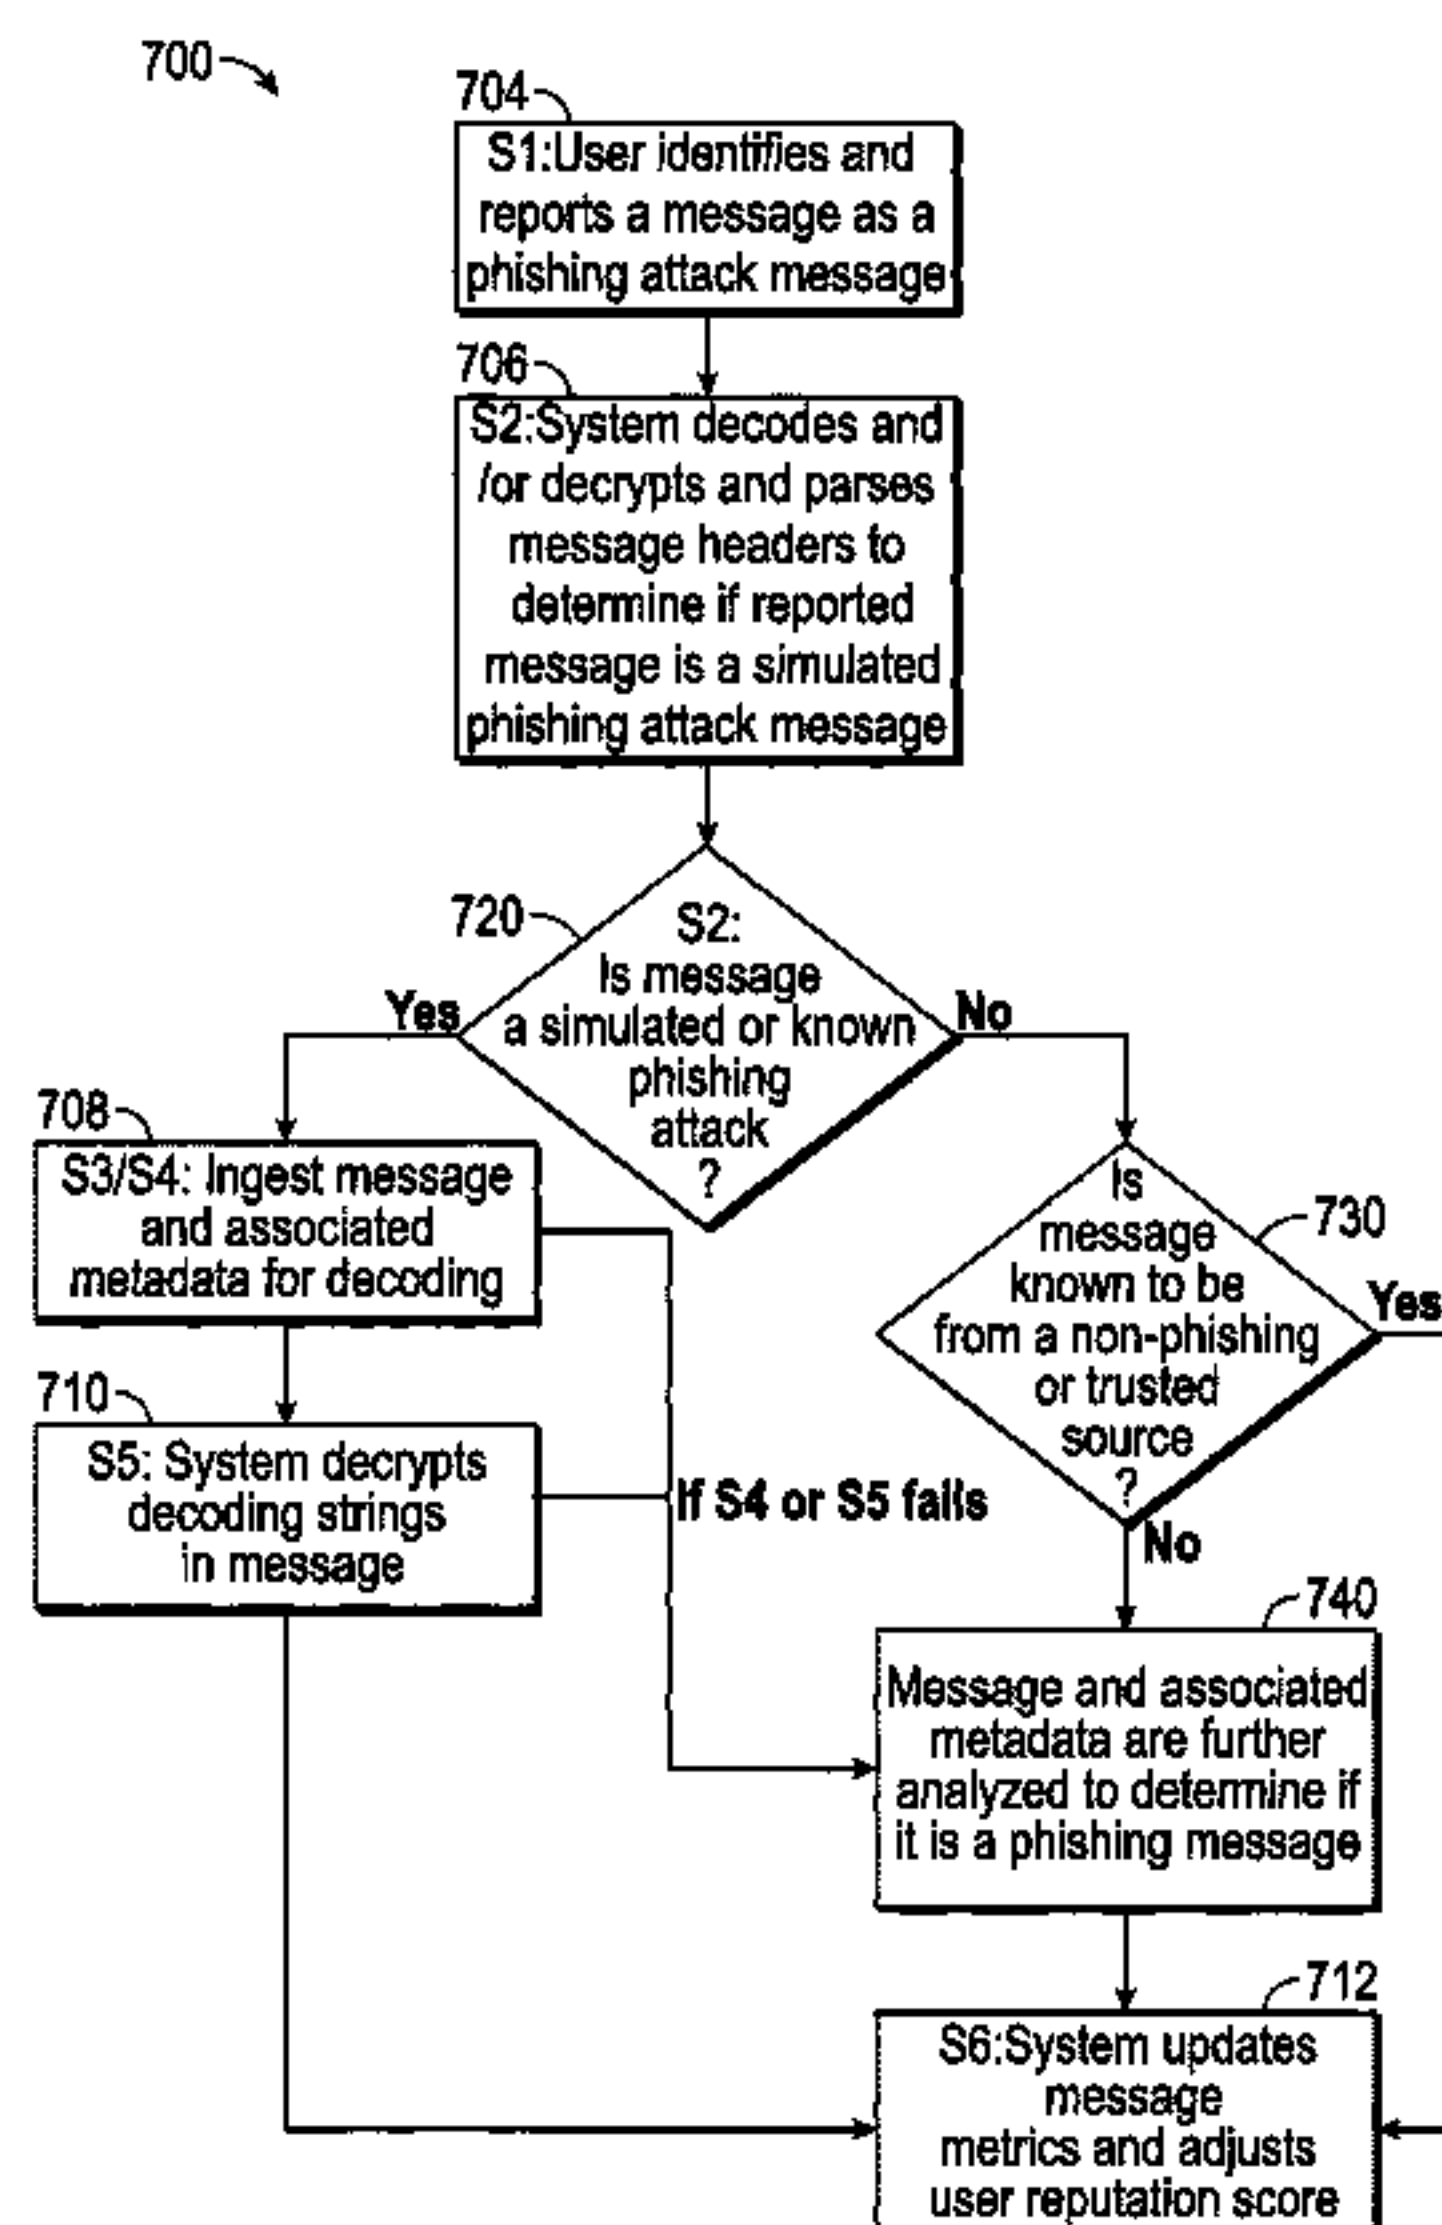 700
704
S1:User identifies and
reports a message as a
phishing attack message
706
S2:System decodes and
/or decrypts and parses
message headers to
determine if reported
message is a simulated
phishing attack message
720
S2:
Is message
a simulated or known
phishing
attack
?
Yes
No
708
S3/S4: Ingest message
and associated
metadata for decoding
730
Is
message
known to be
from a non-phishing
or trusted
source
?
Yes
No
710
S5: System decrypts
decoding strings
in message
If S4 or S5 fails
740
Message and associated
metadata are further
analyzed to determine if
it is a phishing message
712
S6:System updates
message
metrics and adjusts
user reputation score